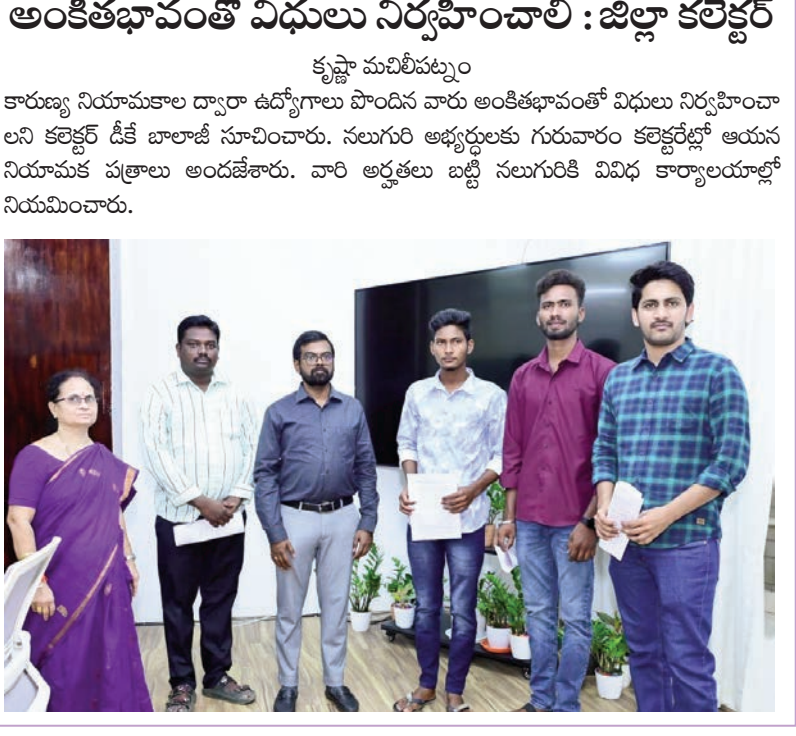 అంకితభావంతో విధులు నిర్వహించాలి : జిల్లా కలెక్టర్
కృష్ణా మచిలీపట్నం
కారుణ్య నియామకాల ద్వారా ఉద్యోగాలు పొందిన వారు అంకితభావంతో విధులు నిర్వహించా
లని కలెక్టర్ డీకే బాలాజీ సూచించారు. నలుగురి అభ్యర్థులకు గురువారం కలెక్టరేట్లో ఆయన
నియామక పత్రాలు అందజేశారు. వారి అర్హతలు బట్టి నలుగురికి వివిధ కార్యాలయాల్లో
నియమించారు.